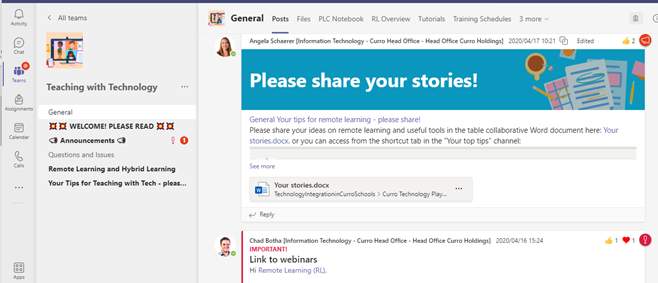 Activity
Chat
Teams
Assignments
Calendar
Calls
Apps
All teams
Teaching with Technology
General
WELCOME! PLEASE READ
Announcements
1
Questions and Issues
Remote Learning and Hybrid Learning
Your Tips for Teaching with Tech - pleas...
General Posts Files PLC Notebook RL Overview Tutorials Training Schedules 3 more
Angela Schaerer [Information Technology - Curro Head Office - Head Office Curro Holdings] 2020/04/17 10:21 Edited 2
Please share your stories!
General Your tips for remote learning - please share!
Please share your ideas on remote learning and useful tools in the table collaborative Word document here: Your
stories.docx. or you can access from the shortcut tab in the "Your top tips" channel:
See more
Your stories.docx
TechnologyIntegrationinCurroSchools > Curro Technology Play...
Reply
Chad Botha [Information Technology - Curro Head Office - Head Office Curro Holdings] 2020/04/16 15:24 1 1
IMPORTANT!
Link to webinars
Hi Remote Learning (RL),